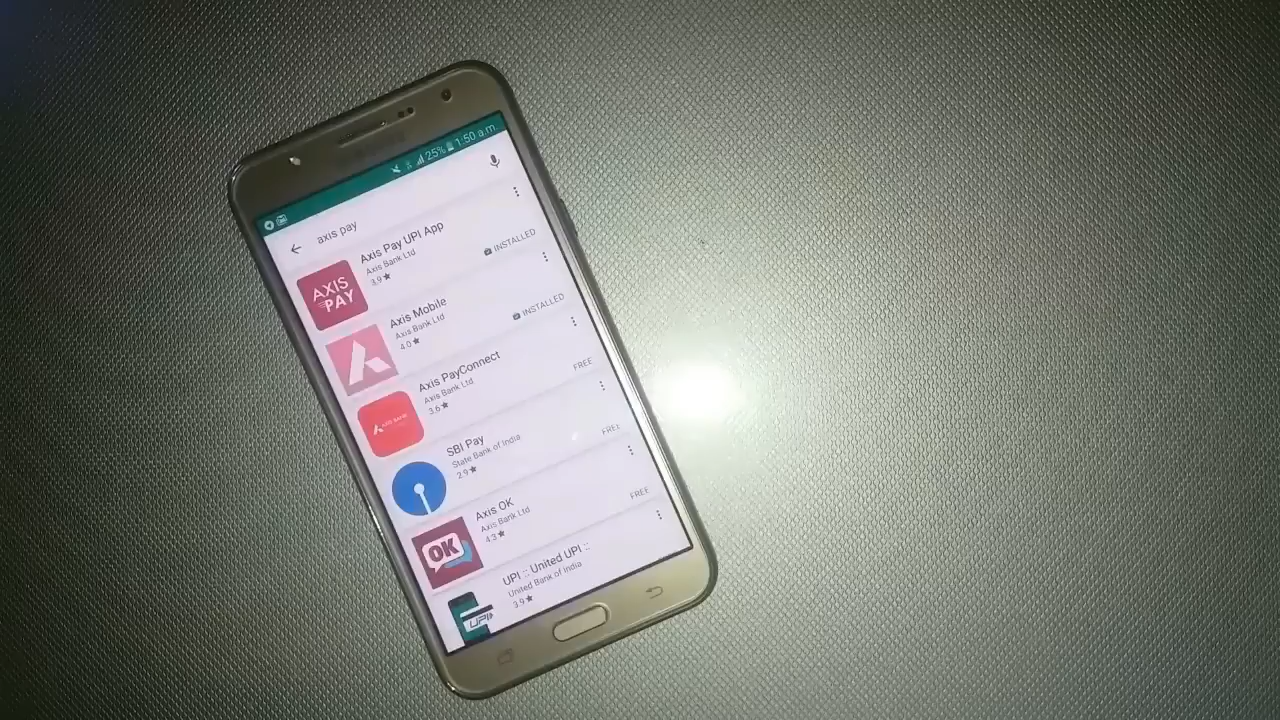 25% 1:50 a.m.
axis pay
AXIS PAY
Axis Pay UPI App
Axis Bank Ltd
3.9★
INSTALLED
Axis Mobile
Axis Bank Ltd
4.0★
INSTALLED
Axis PayConnect
Axis Bank Ltd
3.6★
FREE
SBI Pay
State Bank of India
2.9★
FREE
OK
Axis OK
Axis Bank Ltd
4.3★
FREE
UPI
UPI :: United UPI ::
United Bank of India
3.9★